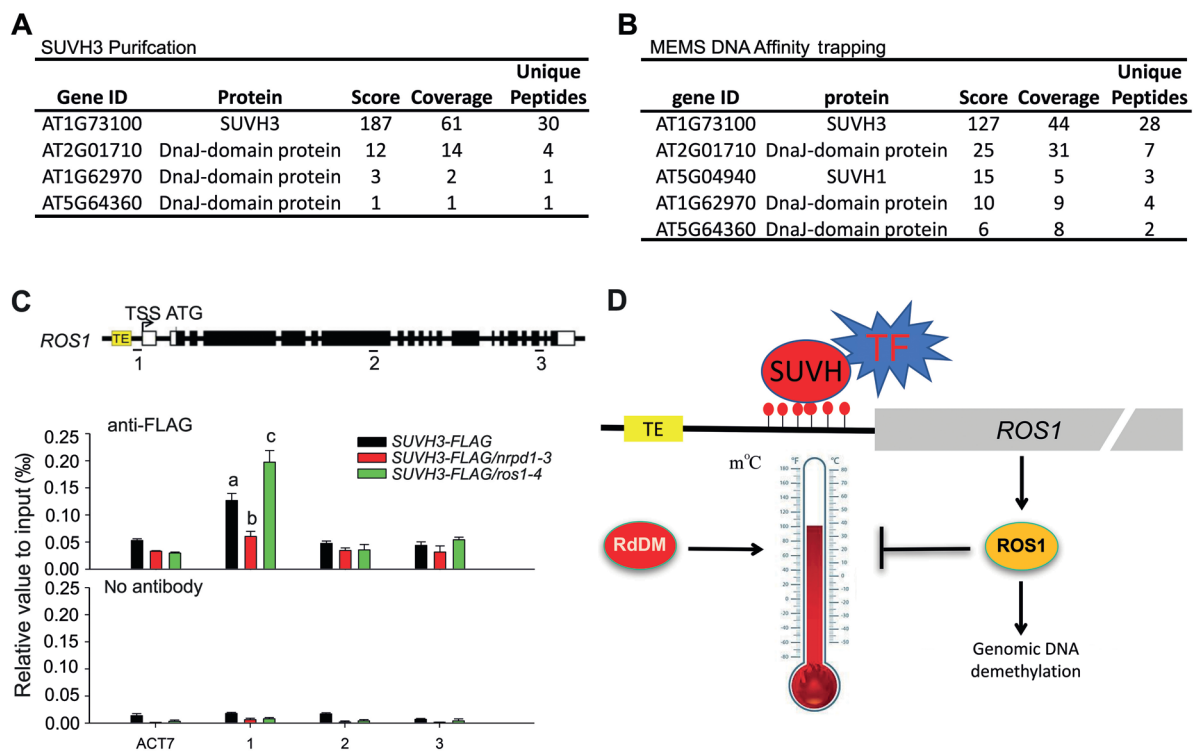 A
SUVH3 Purifcation
Gene ID Protein Score Coverage Unique Peptides
AT1G73100 SUVH3 187 61 30
AT2G01710 DnaJ-domain protein 12 14 4
AT1G62970 DnaJ-domain protein 3 2 1
AT5G64360 DnaJ-domain protein 1 1 1
B
MEMS DNA Affinity trapping
gene ID protein Score Coverage Unique Peptides
AT1G73100 SUVH3 127 44 28
AT2G01710 DnaJ-domain protein 25 31 7
AT5G04940 SUVH1 15 5 3
AT1G62970 DnaJ-domain protein 10 9 4
AT5G64360 DnaJ-domain protein 6 8 2
C
TSS ATG
ROS1 TE
1 2 3
anti-FLAG
SUVH3-FLAG
SUVH3-FLAG/nrpd1-3
SUVH3-FLAG/ros1-4
a b c
0.25
0.20
0.15
0.10
0.05
0.00
No antibody
0.25
0.20
0.15
0.10
0.05
0.00
Relative value to input (‰)
ACT7 1 2 3
D
SUVH TF
TE ROS1
m°C
°F °C
RdDM
ROS1
Genomic DNA
demethylation